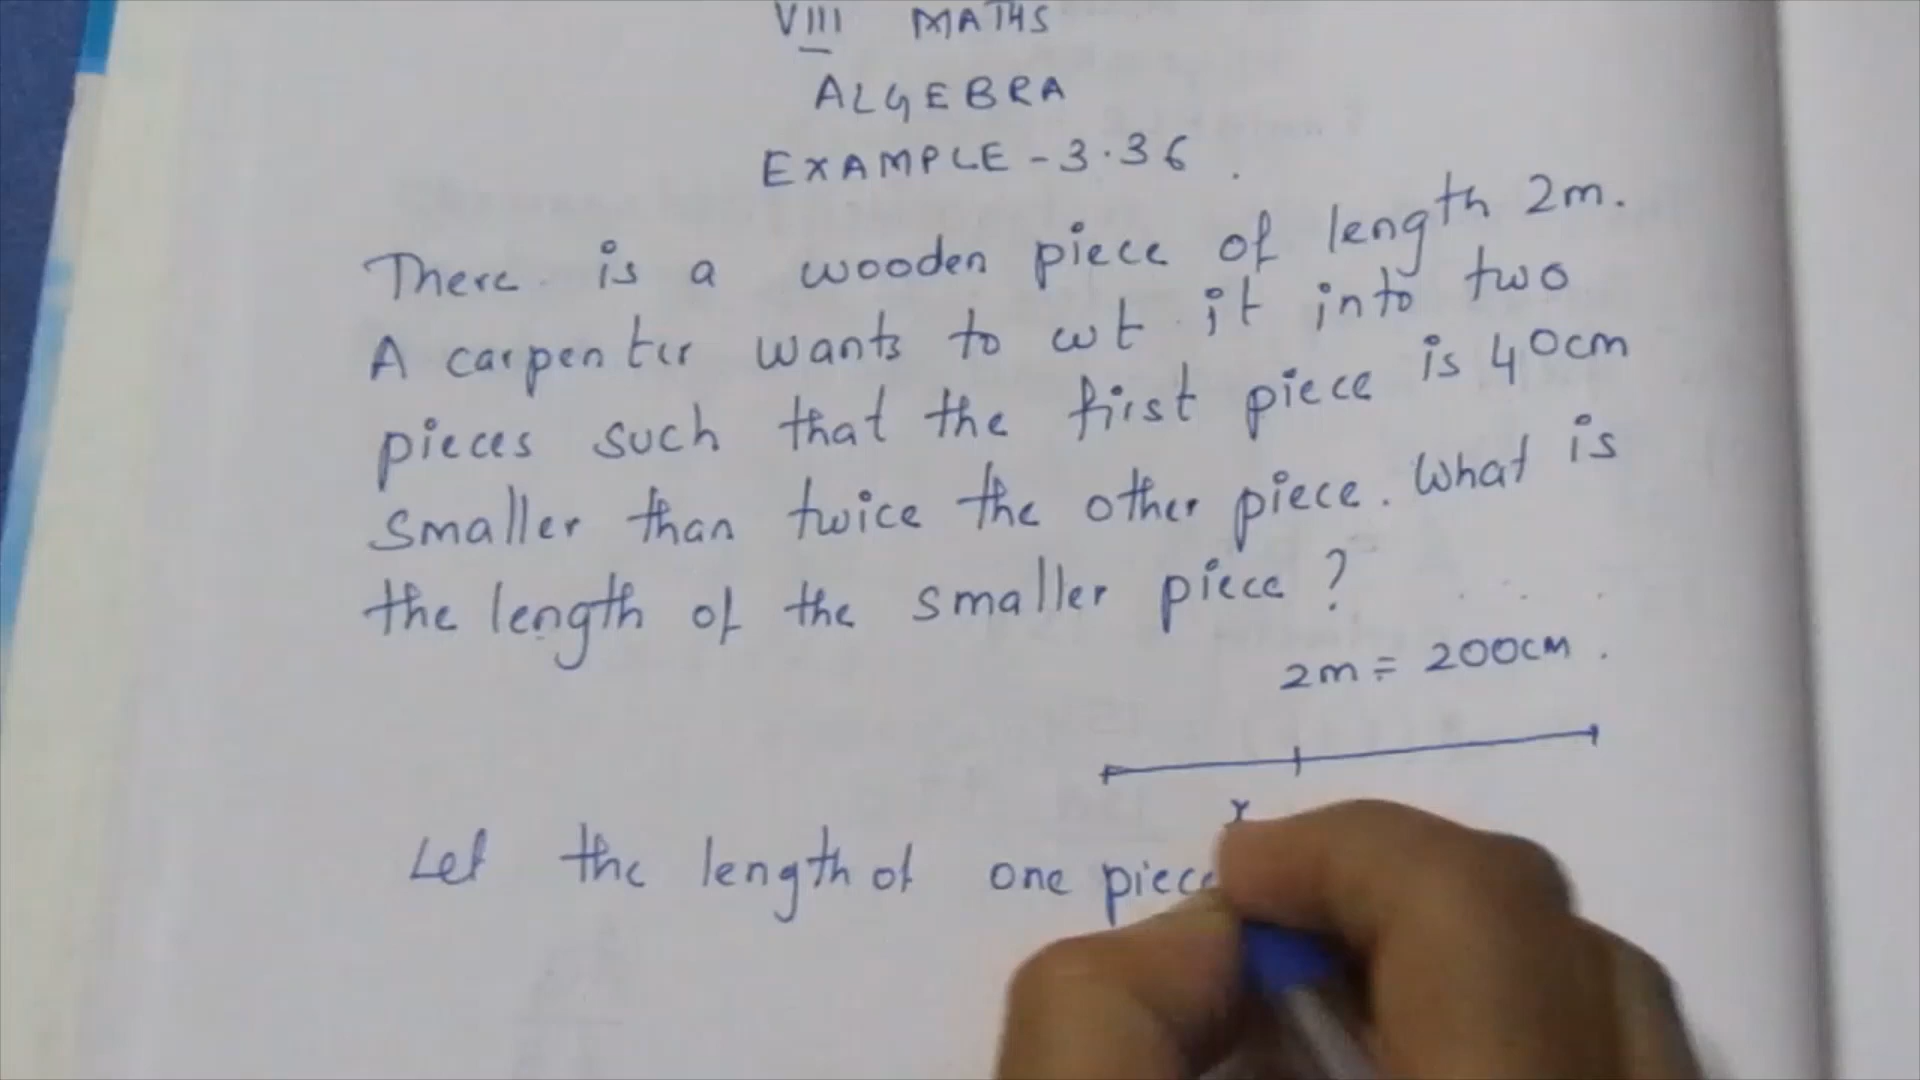 VIII MATHS
ALGEBRA
EXAMPLE - 3.36.
There is a wooden piece of length 2m.
A carpenter wants to cut it into two
pieces such that the first piece is 40cm
smaller than twice the other piece. What is
the length of the smaller piece?
2m = 200cm.
x
Let the length of one piece